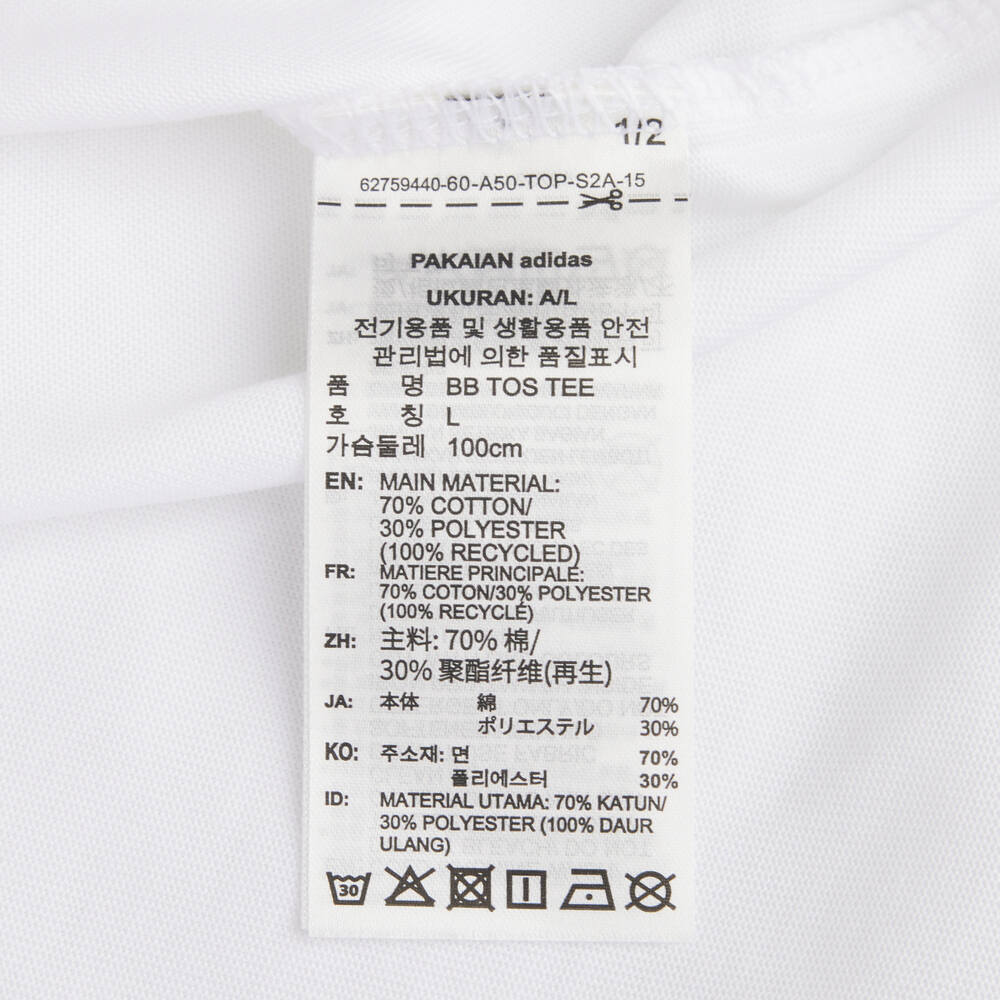 1/2
62759440-60-A50-TOP-S2A-15
PAKAIAN adidas
UKURAN: A/L
전기용품 및 생활용품 안전
관리법에 의한 품질표시
품 명 BB TOS TEE
호 칭 L
가슴둘레 100cm
EN: MAIN MATERIAL:
70% COTTON/
30% POLYESTER
(100% RECYCLED)
FR: MATIERE PRINCIPALE:
70% COTON/30% POLYESTER
(100% RECYCLÉ)
ZH: 主料: 70% 棉/
30% 聚酯纤维(再生)
JA: 本体 綿 70%
ポリエステル 30%
KO: 주소재: 면 70%
폴리에스터 30%
ID: MATERIAL UTAMA: 70% KATUN/
30% POLYESTER (100% DAUR
ULANG)
30